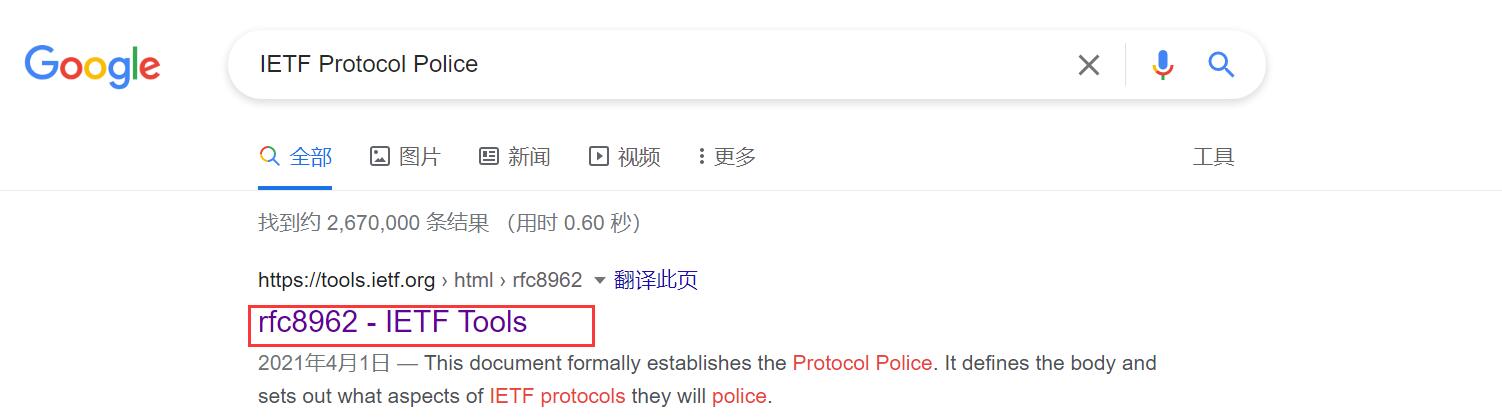 Google
IETF Protocol Police
全部 图片 新闻 视频 更多 工具
找到约 2,670,000 条结果 （用时 0.60 秒）
https://tools.ietf.org › html › rfc8962 翻译此页
rfc8962 - IETF Tools
2021年4月1日 — This document formally establishes the Protocol Police. It defines the body and
sets out what aspects of IETF protocols they will police.